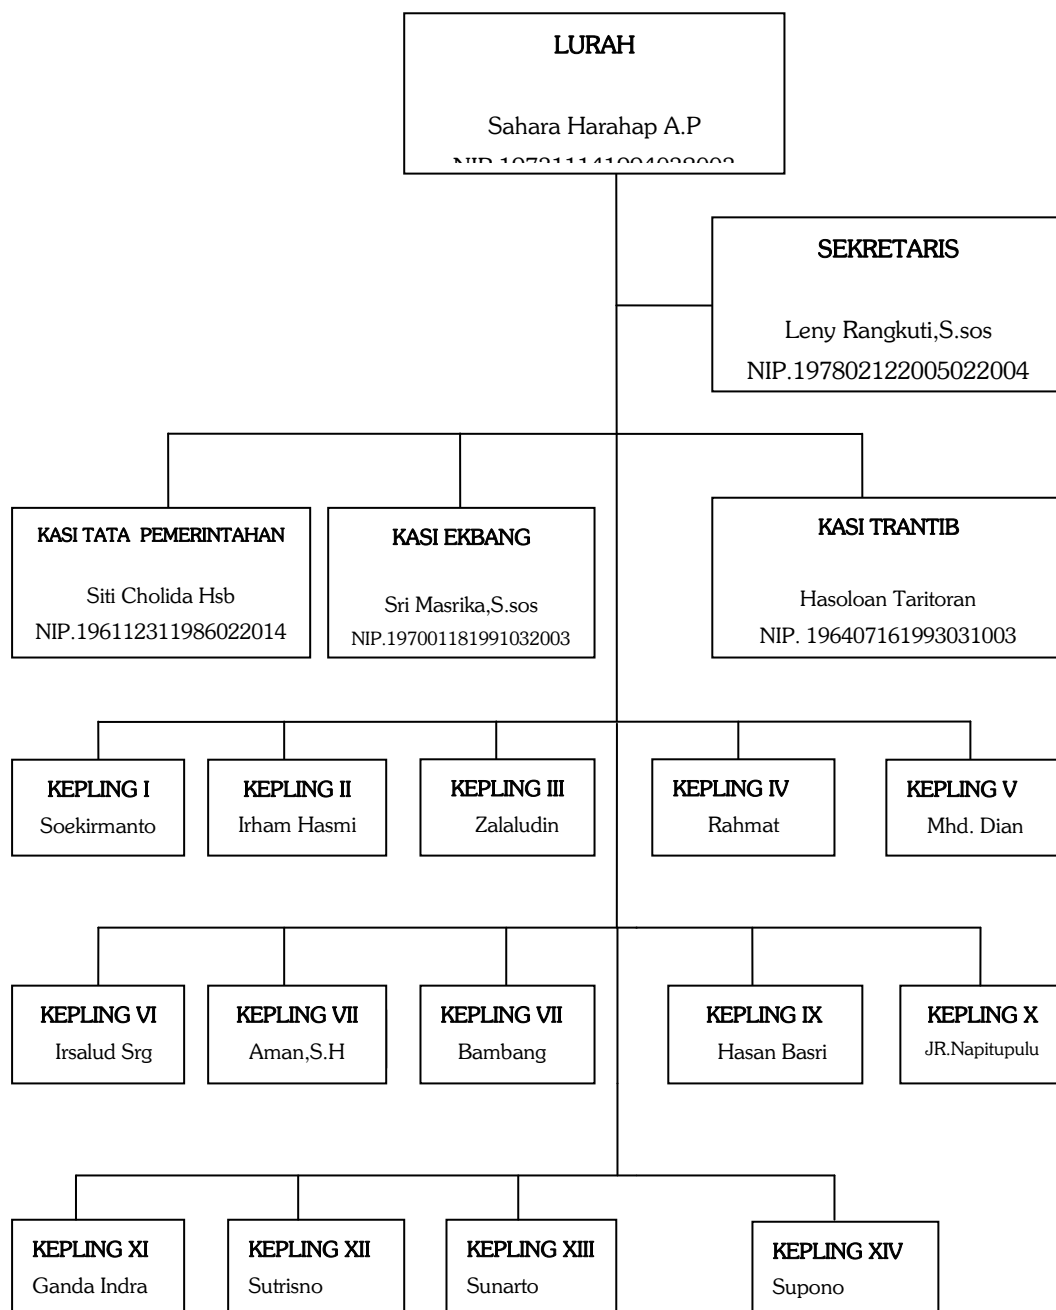 LURAH
Sahara Harahap A.P
SEKRETARIS
Leny Rangkuti,S.sos
NIP.197802122005022004
KASI TATA PEMERINTAHAN
Siti Cholida Hsb
NIP.196112311986022014
KASI EKBANG
Sri Masrika,S.sos
NIP.197001181991032003
KASI TRANTIB
Hasoloan Taritoran
NIP. 196407161993031003
KEPLING I
Soekirmanto
KEPLING II
Irham Hasmi
KEPLING III
Zalaludin
KEPLING IV
Rahmat
KEPLING V
Mhd. Dian
KEPLING VI
Irsalud Srg
KEPLING VII
Aman,S.H
KEPLING VII
Bambang
KEPLING IX
Hasan Basri
KEPLING X
JR.Napitupulu
KEPLING XI
Ganda Indra
KEPLING XII
Sutrisno
KEPLING XIII
Sunarto
KEPLING XIV
Supono